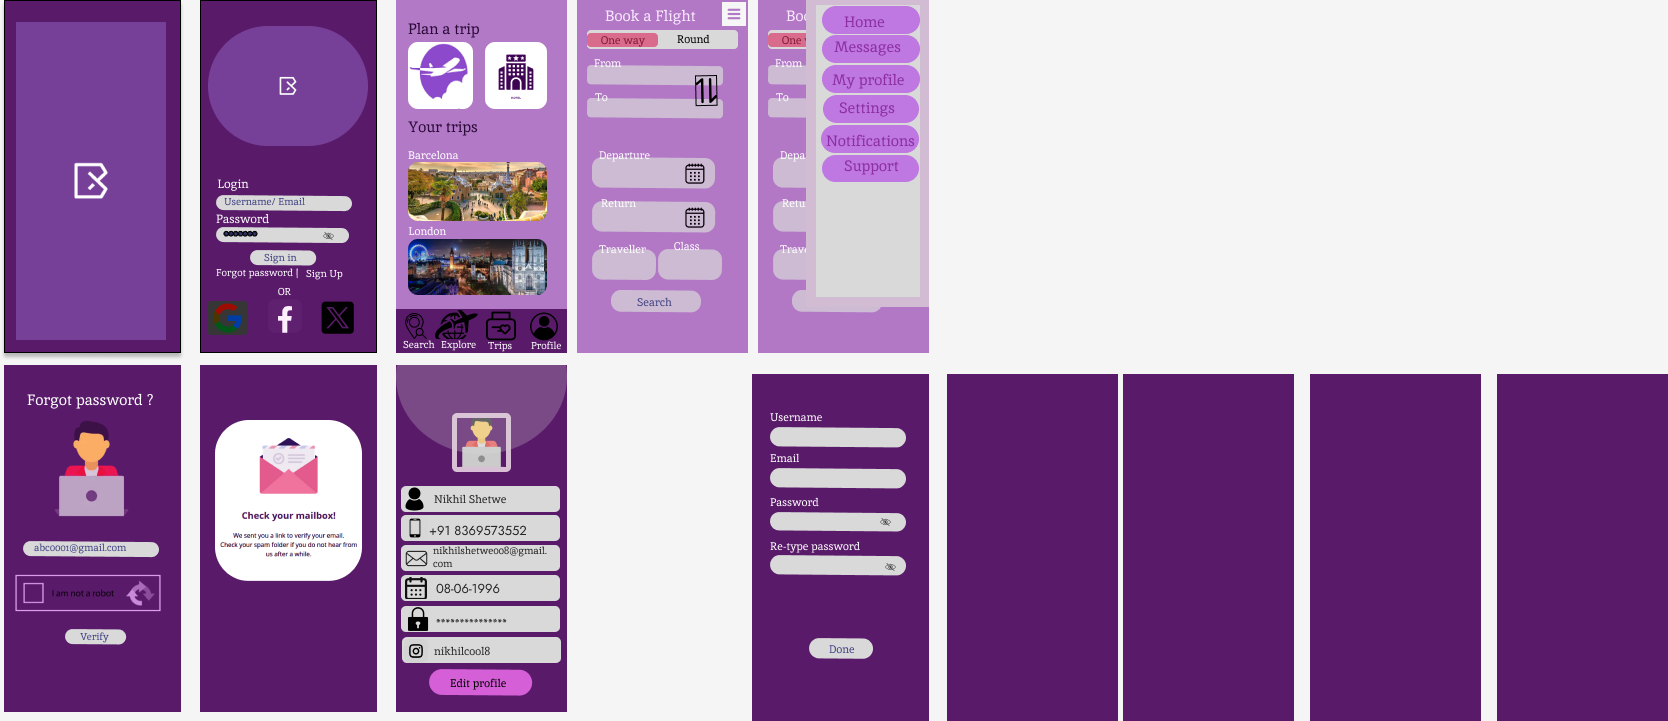 Login
Username/ Email
Password
Sign in
Forgot password |
Sign Up
OR
Plan a trip
HOTEL
Your trips
Barcelona
London
Search
Explore
Trips
Profile
Book a Flight
One way
Round
From
To
Departure
Return
Traveller
Class
Search
Boo
One w
From
To
Depa
Retu
Trave
Home
Messages
My profile
Settings
Notifications
Support
Forgot password ?
abc0001@gmail.com
I am not a robot
Verify
Check your mailbox!
We sent you a link to verify your email.
Check your spam folder if you do not hear from
us after a while.
Nikhil Shetwe
+91 8369573552
nikhilshetwe008@gmail.
com
08-06-1996
***************
nikhilcool8
Edit profile
Username
Email
Password
Re-type password
Done